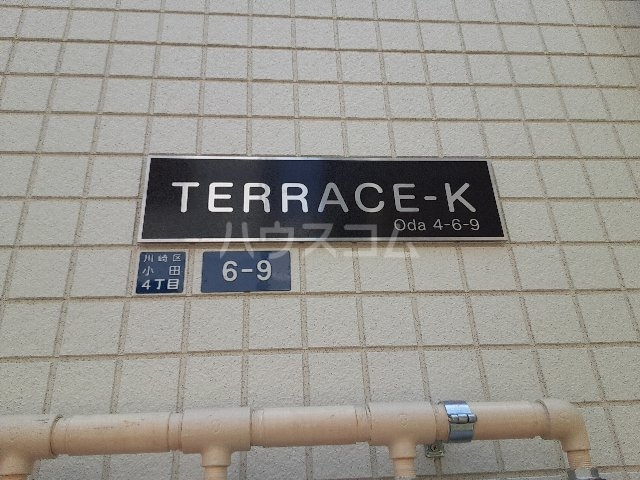 TERRACE-K
Oda 4-6-9
ハウスコム
川崎区
小田
4丁目
6-9